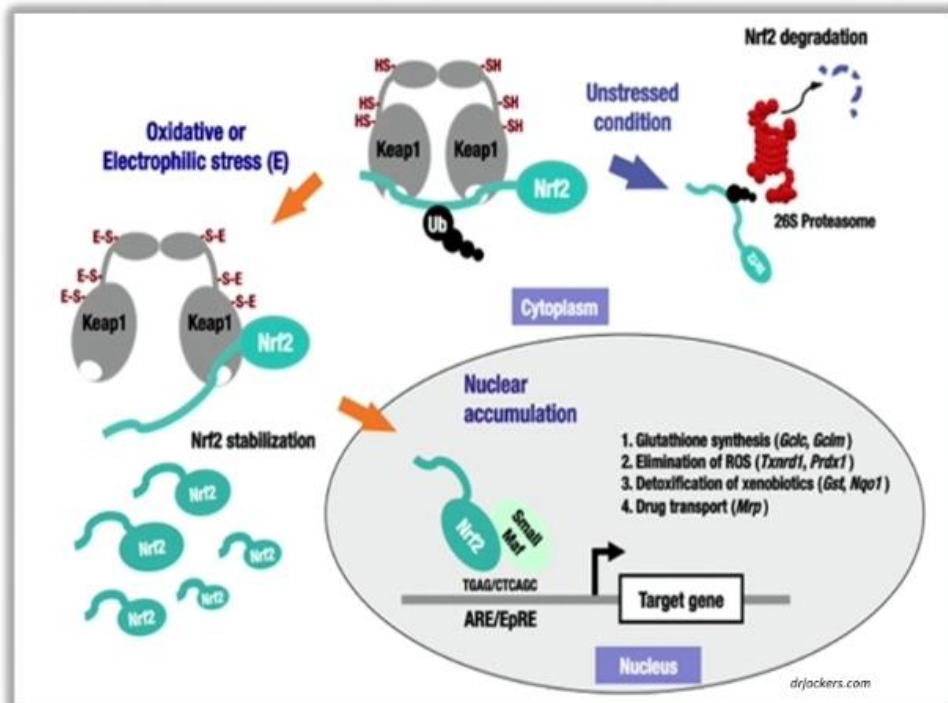 Nrf2 degradation
Unstressed
condition
26S Proteasome
Oxidative or
Electrophilic stress (E)
HS-
-SH
HS-
HS-
-SH
-SH
Keap1
Keap1
Nrf2
Ub
E-S-
-S-E
E-S-
E-S-
-S-E
-S-E
Keap1
Keap1
Nrf2
Cytoplasm
Nrf2 stabilization
Nrf2
Nrf2
Nrf2
Nrf2
Nrf2
Nuclear
accumulation
1. Glutathione synthesis (Gclc, Gclm)
2. Elimination of ROS (Txnrd1, Prdx1)
3. Detoxification of xenobiotics (Gst, Nqo1)
4. Drug transport (Mrp)
Nrf2
Small
Maf
TGAG/CTCAGC
ARE/EpRE
Target gene
Nucleus
drjockers.com